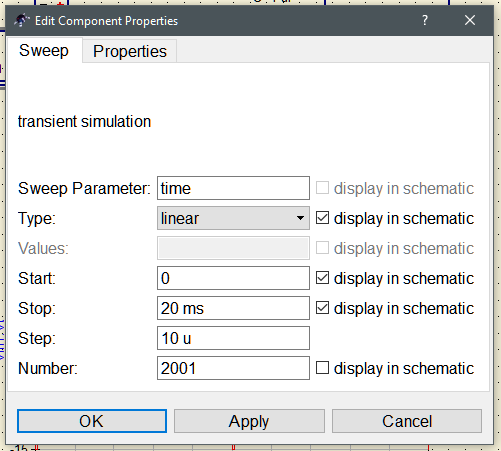 Edit Component Properties
Sweep Properties
transient simulation
Sweep Parameter: time display in schematic
Type: linear display in schematic
Values: display in schematic
Start: 0 display in schematic
Stop: 20 ms display in schematic
Step: 10 u
Number: 2001 display in schematic
OK Apply Cancel
-15